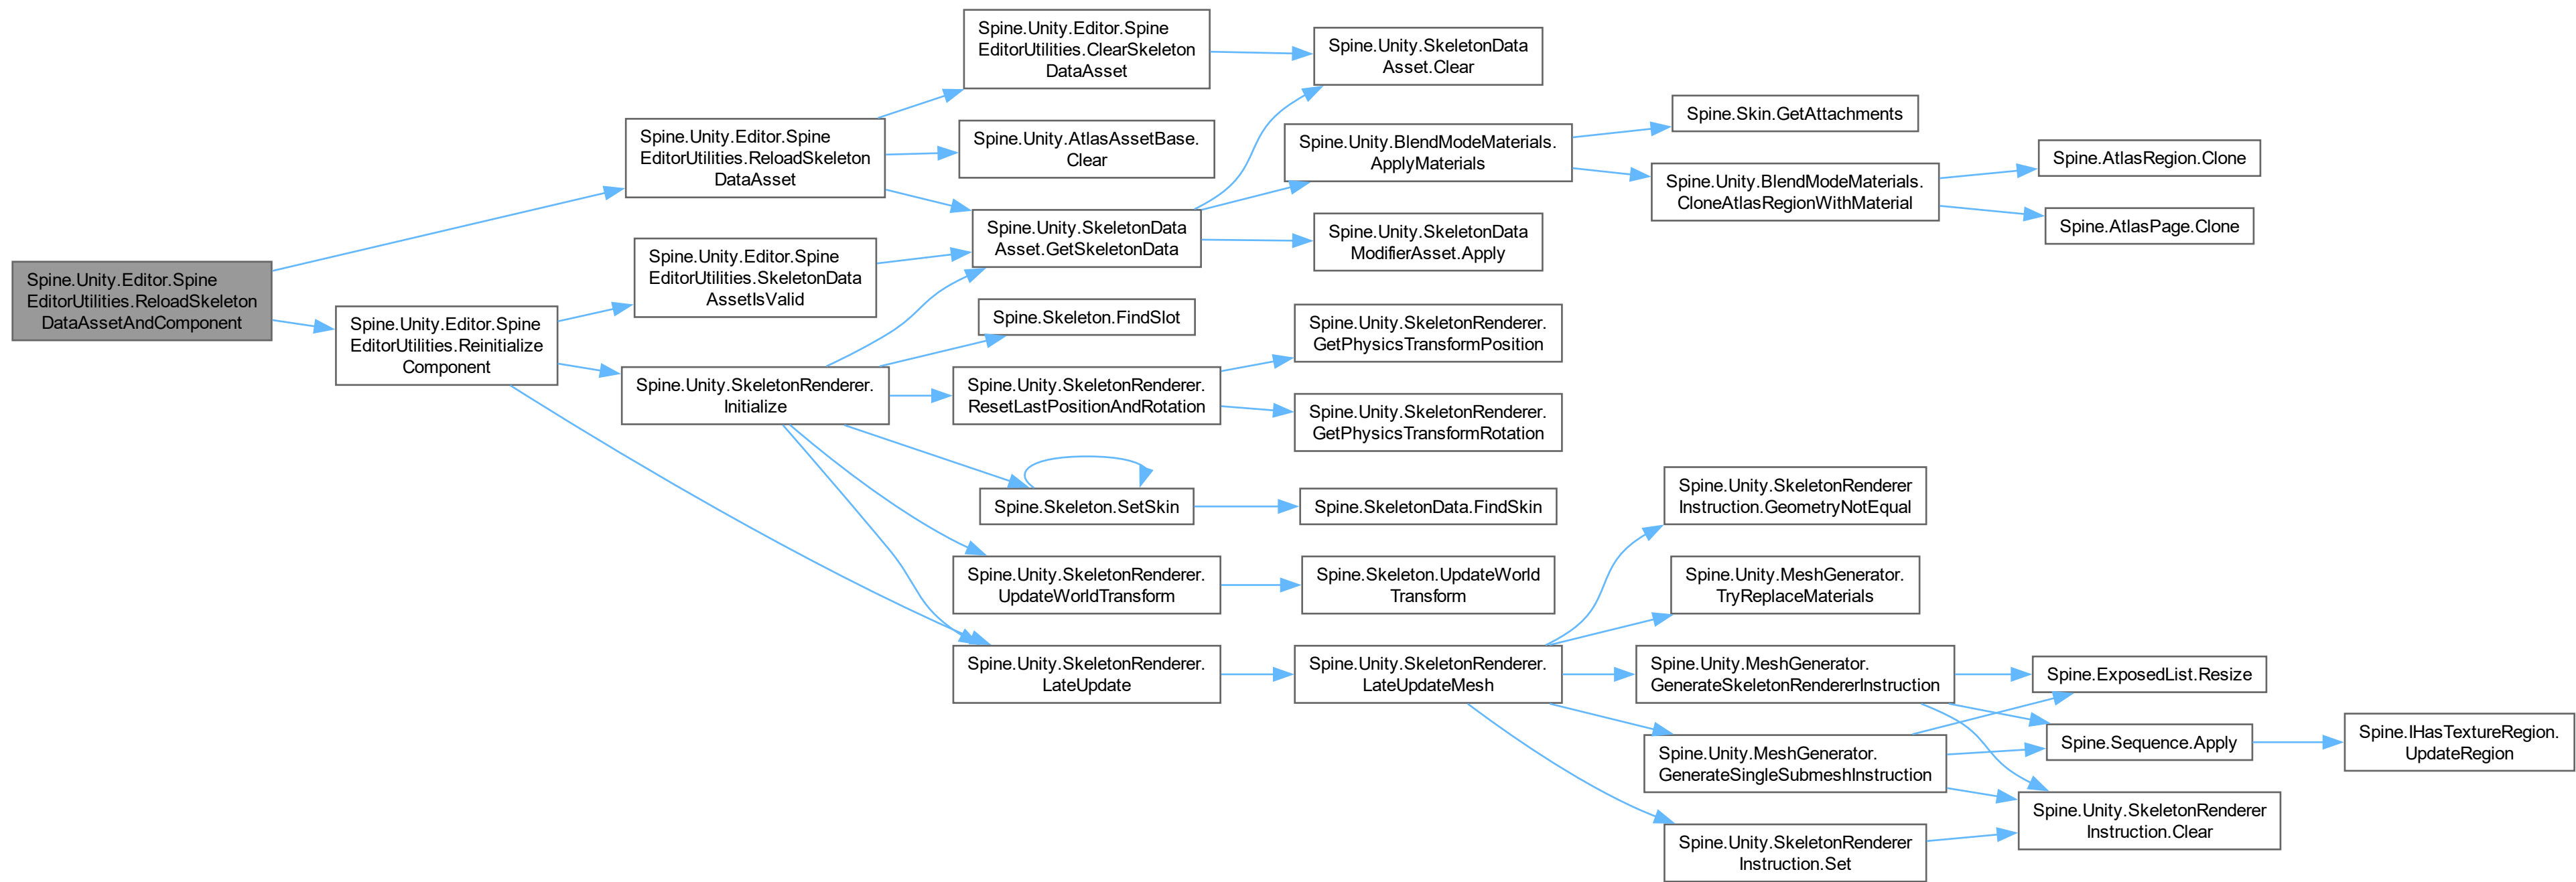 Spine.Unity.Editor.Spine
EditorUtilities.ReloadSkeleton
DataAssetAndComponent
Spine.Unity.Editor.Spine
EditorUtilities.ReloadSkeleton
DataAsset
Spine.Unity.Editor.Spine
EditorUtilities.Reinitialize
Component
Spine.Unity.Editor.Spine
EditorUtilities.ClearSkeleton
DataAsset
Spine.Unity.AtlasAssetBase.
Clear
Spine.Unity.SkeletonData
Asset.GetSkeletonData
Spine.Unity.SkeletonData
Asset.Clear
Spine.Unity.BlendModeMaterials.
ApplyMaterials
Spine.Unity.SkeletonData
ModifierAsset.Apply
Spine.Skin.GetAttachments
Spine.Unity.BlendModeMaterials.
CloneAtlasRegionWithMaterial
Spine.AtlasRegion.Clone
Spine.AtlasPage.Clone
Spine.Unity.Editor.Spine
EditorUtilities.SkeletonData
AssetIsValid
Spine.Unity.SkeletonRenderer.
Initialize
Spine.Skeleton.FindSlot
Spine.Unity.SkeletonRenderer.
ResetLastPositionAndRotation
Spine.Unity.SkeletonRenderer.
GetPhysicsTransformPosition
Spine.Unity.SkeletonRenderer.
GetPhysicsTransformRotation
Spine.Skeleton.SetSkin
Spine.SkeletonData.FindSkin
Spine.Unity.SkeletonRenderer.
UpdateWorldTransform
Spine.Skeleton.UpdateWorld
Transform
Spine.Unity.SkeletonRenderer.
LateUpdate
Spine.Unity.SkeletonRenderer.
LateUpdateMesh
Spine.Unity.SkeletonRenderer
Instruction.GeometryNotEqual
Spine.Unity.MeshGenerator.
TryReplaceMaterials
Spine.Unity.MeshGenerator.
GenerateSkeletonRendererInstruction
Spine.Unity.MeshGenerator.
GenerateSingleSubmeshInstruction
Spine.Unity.SkeletonRenderer
Instruction.Set
Spine.ExposedList.Resize
Spine.Sequence.Apply
Spine.Unity.SkeletonRenderer
Instruction.Clear
Spine.IHasTextureRegion.
UpdateRegion